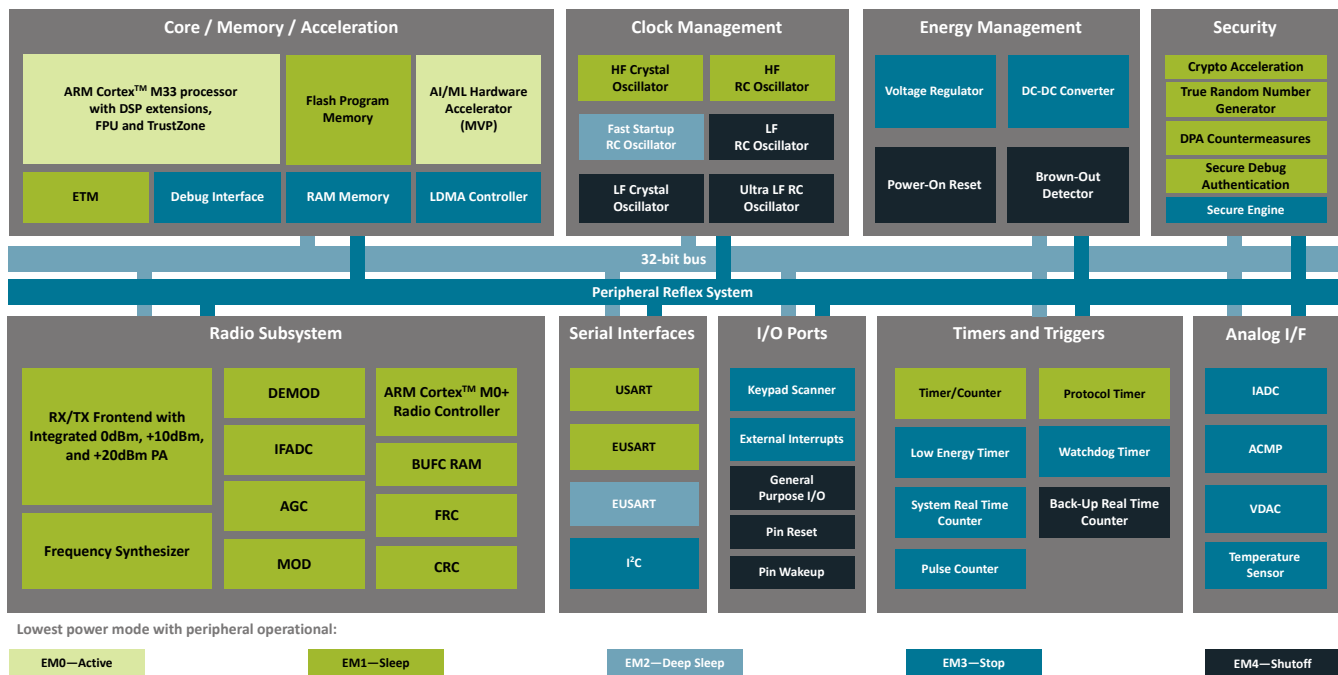 Core / Memory / Acceleration
ARM Cortex™ M33 processor
with DSP extensions,
FPU and TrustZone
Flash Program
Memory
AI/ML Hardware
Accelerator
(MVP)
ETM
Debug Interface
RAM Memory
LDMA Controller
Clock Management
HF Crystal
Oscillator
HF
RC Oscillator
Fast Startup
RC Oscillator
LF
RC Oscillator
LF Crystal
Oscillator
Ultra LF RC
Oscillator
Energy Management
Voltage Regulator
DC-DC Converter
Power-On Reset
Brown-Out
Detector
Security
Crypto Acceleration
True Random Number
Generator
DPA Countermeasures
Secure Debug
Authentication
Secure Engine
32-bit bus
Peripheral Reflex System
Radio Subsystem
RX/TX Frontend with
Integrated 0dBm, +10dBm,
and +20dBm PA
Frequency Synthesizer
DEMOD
IFADC
AGC
MOD
ARM Cortex™ M0+
Radio Controller
BUFC RAM
FRC
CRC
Serial Interfaces
USART
EUSART
EUSART
I²C
I/O Ports
Keypad Scanner
External Interrupts
General
Purpose I/O
Pin Reset
Pin Wakeup
Timers and Triggers
Timer/Counter
Protocol Timer
Low Energy Timer
Watchdog Timer
System Real Time
Counter
Back-Up Real Time
Counter
Pulse Counter
Analog I/F
IADC
ACMP
VDAC
Temperature
Sensor
Lowest power mode with peripheral operational:
EM0—Active
EM1—Sleep
EM2—Deep Sleep
EM3—Stop
EM4—Shutoff